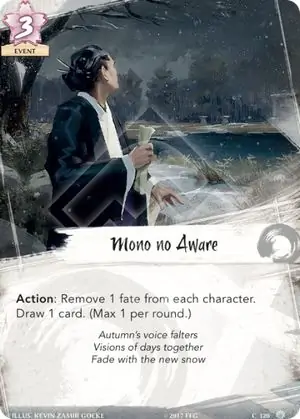 3
EVENT
Mono no Aware
Action: Remove 1 fate from each character.
Draw 1 card. (Max 1 per round.)
Autumn's voice falters
Visions of days together
Fade with the new snow
ILLUS. KEVIN ZAMIR GOEKE
©2017 FFG
C 120